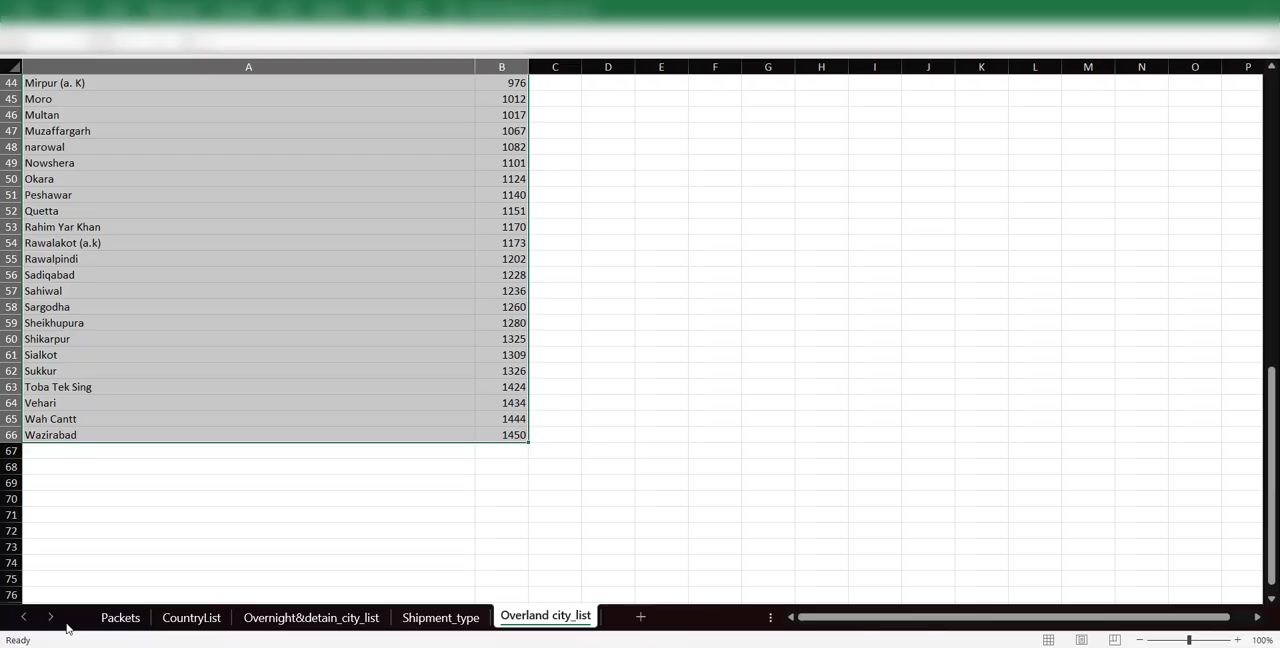 A B C D E F G H I J K L M N O P
44 Mirpur (a. K) 976
45 Moro 1012
46 Multan 1017
47 Muzaffargarh 1067
48 narowal 1082
49 Nowshera 1101
50 Okara 1124
51 Peshawar 1140
52 Quetta 1151
53 Rahim Yar Khan 1170
54 Rawalakot (a.k) 1173
55 Rawalpindi 1202
56 Sadiqabad 1228
57 Sahiwal 1236
58 Sargodha 1260
59 Sheikhupura 1280
60 Shikarpur 1325
61 Sialkot 1309
62 Sukkur 1326
63 Toba Tek Sing 1424
64 Vehari 1434
65 Wah Cantt 1444
66 Wazirabad 1450
67
68
69
70
71
72
73
74
75
76
Packets CountryList Overnight&detain_city_list Shipment_type Overland city_list
Ready 100%